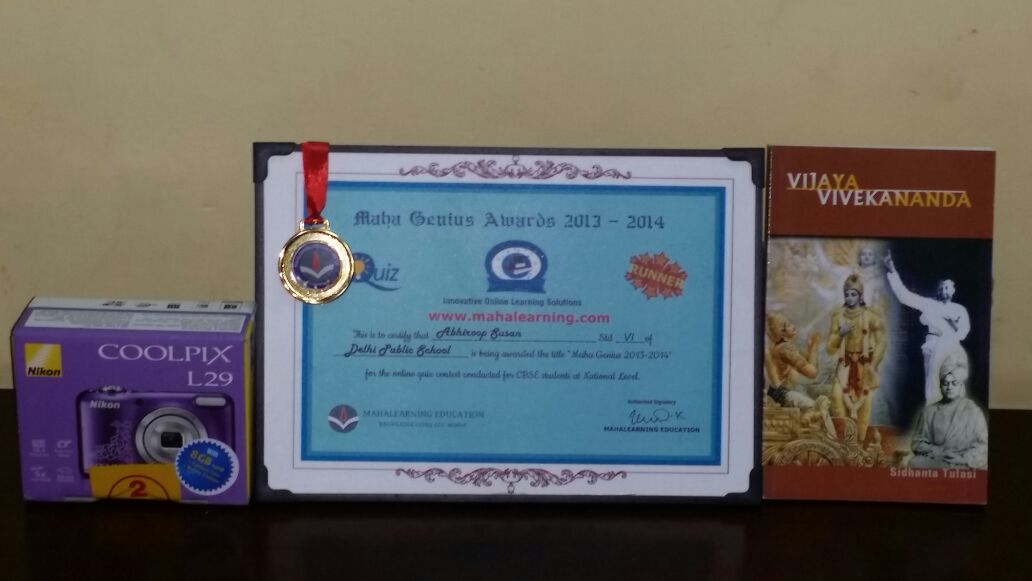 COOLPIX
L29
Nikon
Nikon
With
8GB Card
2
Maha Genius Awards 2013 - 2014
Quiz
RUNNER
Innovative Online Learning Solutions
www.mahalearning.com
This is to certify that Abhiroop Susan Std VI of
Delhi Public School is being awarded the title "Maha Genius 2013-2014"
for the online quiz contest conducted for CBSE students at National Level.
MAHALEARNING EDUCATION
Authorised Signatory
MAHALEARNING EDUCATION
VIJAYA
VIVEKANANDA
Sidhanta Tulasi